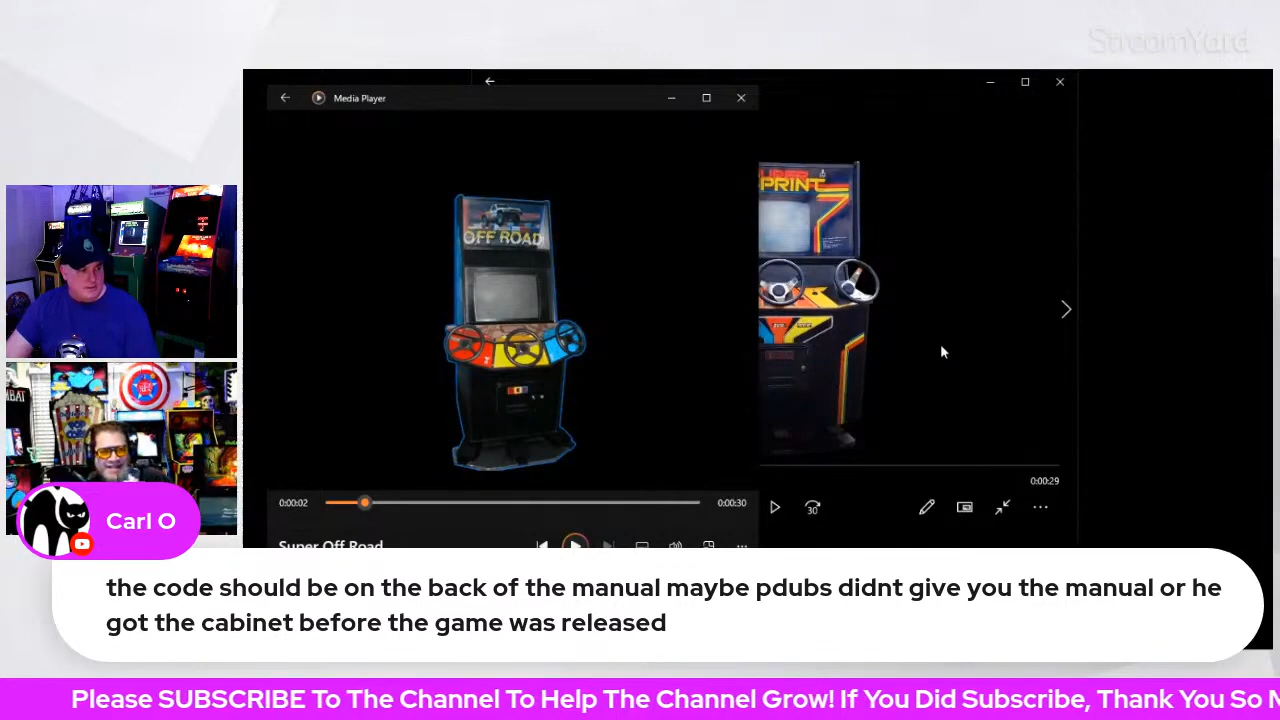 StreamYard
Media Player
SUPER
SPRINT
OFF ROAD
0:00:29
30
0:00:02
0:00:30
Super Off Road
Carl O
the code should be on the back of the manual maybe pdubs didnt give you the manual or he
got the cabinet before the game was released
Please SUBSCRIBE To The Channel To Help The Channel Grow! If You Did Subscribe, Thank You So M